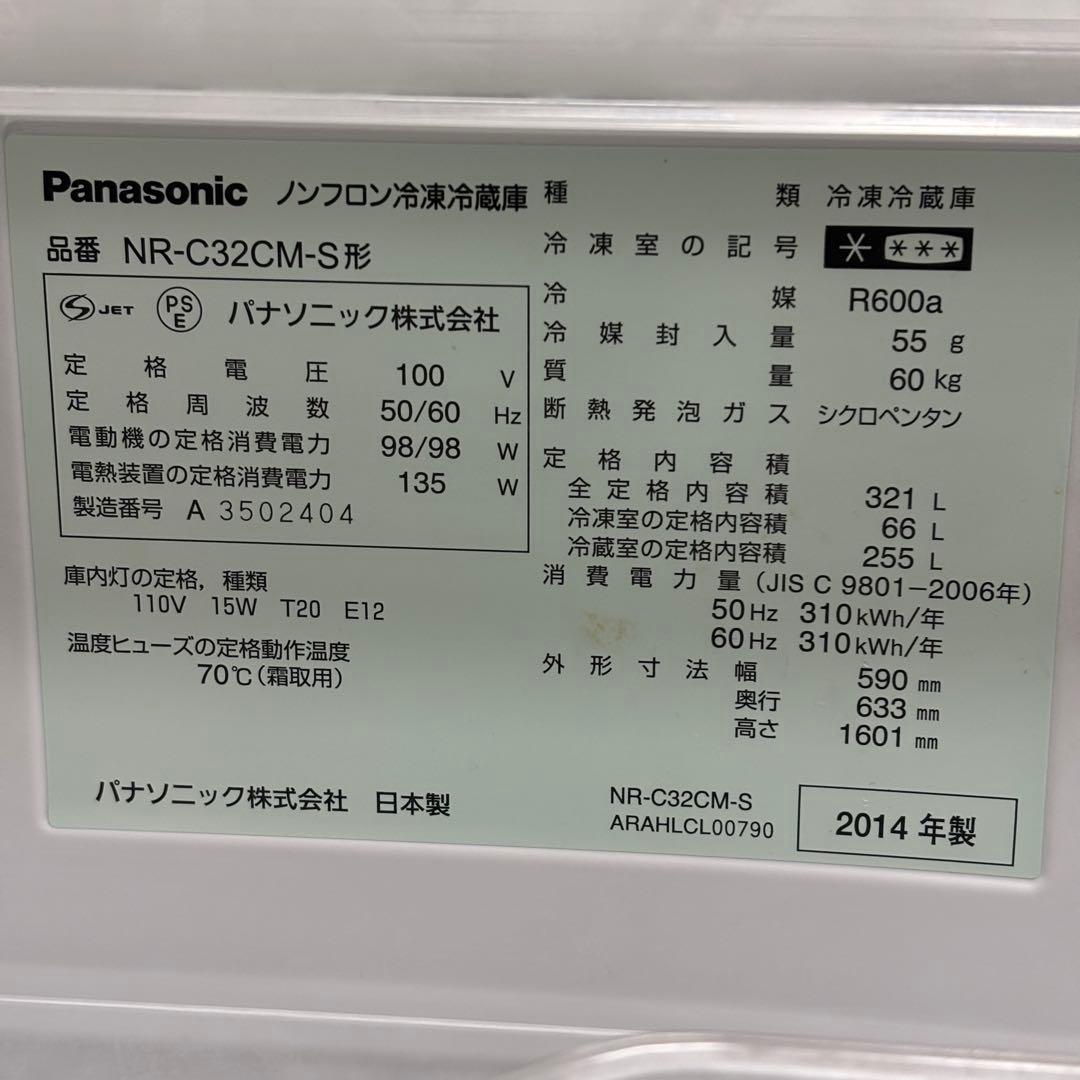 Panasonic ノンフロン冷凍冷蔵庫
品番 NR-C32CM-S形
JET PS E パナソニック株式会社
定格電圧 100 V
定格周波数 50/60 Hz
電動機の定格消費電力 98/98 W
電熱装置の定格消費電力 135 W
製造番号 A 3502404
庫内灯の定格，種類
110V 15W T20 E12
温度ヒューズの定格動作温度
70℃(霜取用)
種類 冷凍冷蔵庫
冷凍室の記号 * ***
冷媒 R600a
冷媒封入量 55 g
質量 60 kg
断熱発泡ガス シクロペンタン
定格内容積
全定格内容積 321 L
冷凍室の定格内容積 66 L
冷蔵室の定格内容積 255 L
消費電力量(JIS C 9801−2006年)
50Hz 310kWh/年
60Hz 310kWh/年
外形寸法 幅 590 mm
奥行 633 mm
高さ 1601 mm
パナソニック株式会社 日本製
NR-C32CM-S
ARAHLCL00790
2014 年製